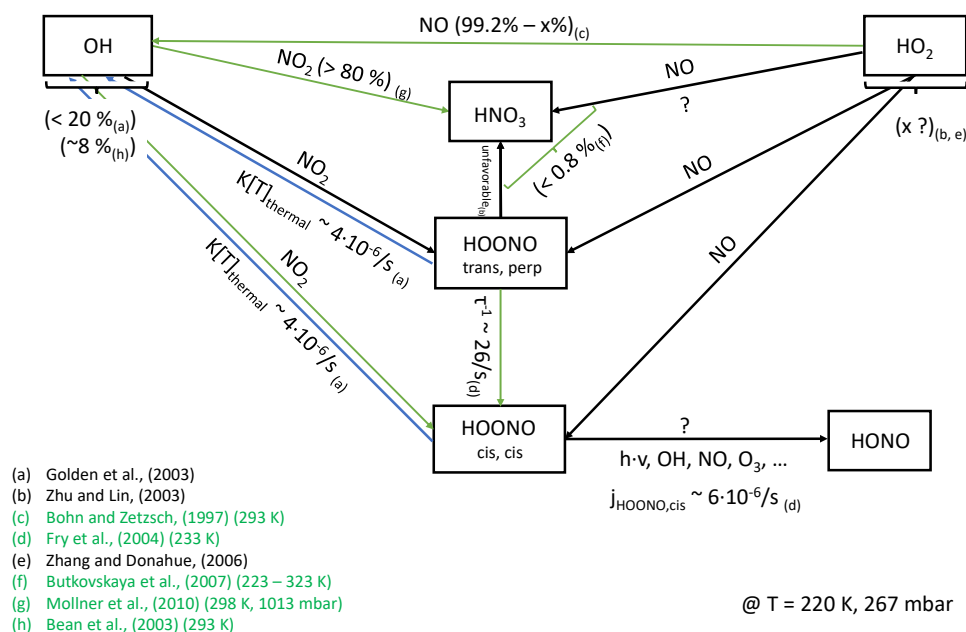 NO (99.2% – x%)(c)
OH
HO₂
NO₂ (> 80 %) (g)
NO
?
HNO₃
(< 20 %(a))
(~8 %(h))
(x ?)(b, e)
(< 0.8 %(f))
unfavorable(b)
NO₂
K[T]thermal ~ 4·10⁻⁶/s (a)
NO
HOONO
trans, perp
NO
NO₂
K[T]thermal ~ 4·10⁻⁶/s (a)
τ⁻¹ ~ 26/s(d)
HOONO
cis, cis
?
HONO
h·ν, OH, NO, O₃, ...
jHOONO,cis ~ 6·10⁻⁶/s (d)
(a) Golden et al., (2003)
(b) Zhu and Lin, (2003)
(c) Bohn and Zetzsch, (1997) (293 K)
(d) Fry et al., (2004) (233 K)
(e) Zhang and Donahue, (2006)
(f) Butkovskaya et al., (2007) (223 – 323 K)
(g) Mollner et al., (2010) (298 K, 1013 mbar)
(h) Bean et al., (2003) (293 K)
@ T = 220 K, 267 mbar